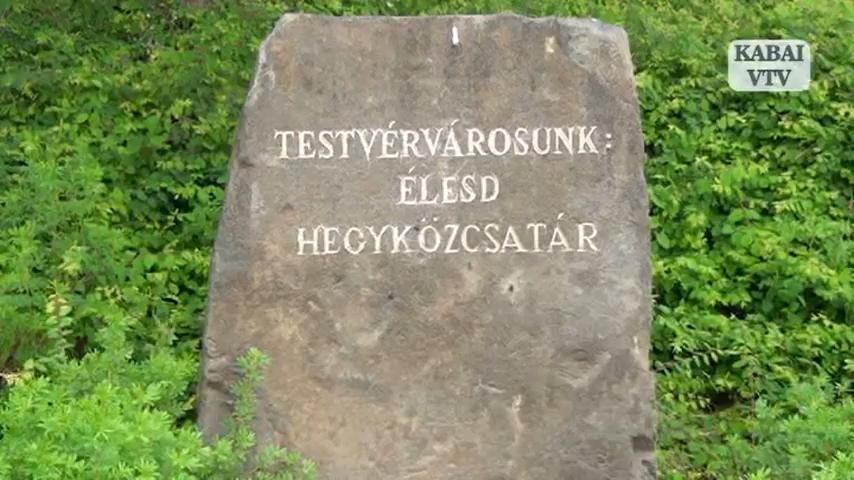 KABAI
VTV
TESTVÉRVÁROSUNK:
ÉLESD
HEGYKÖZCSATÁR